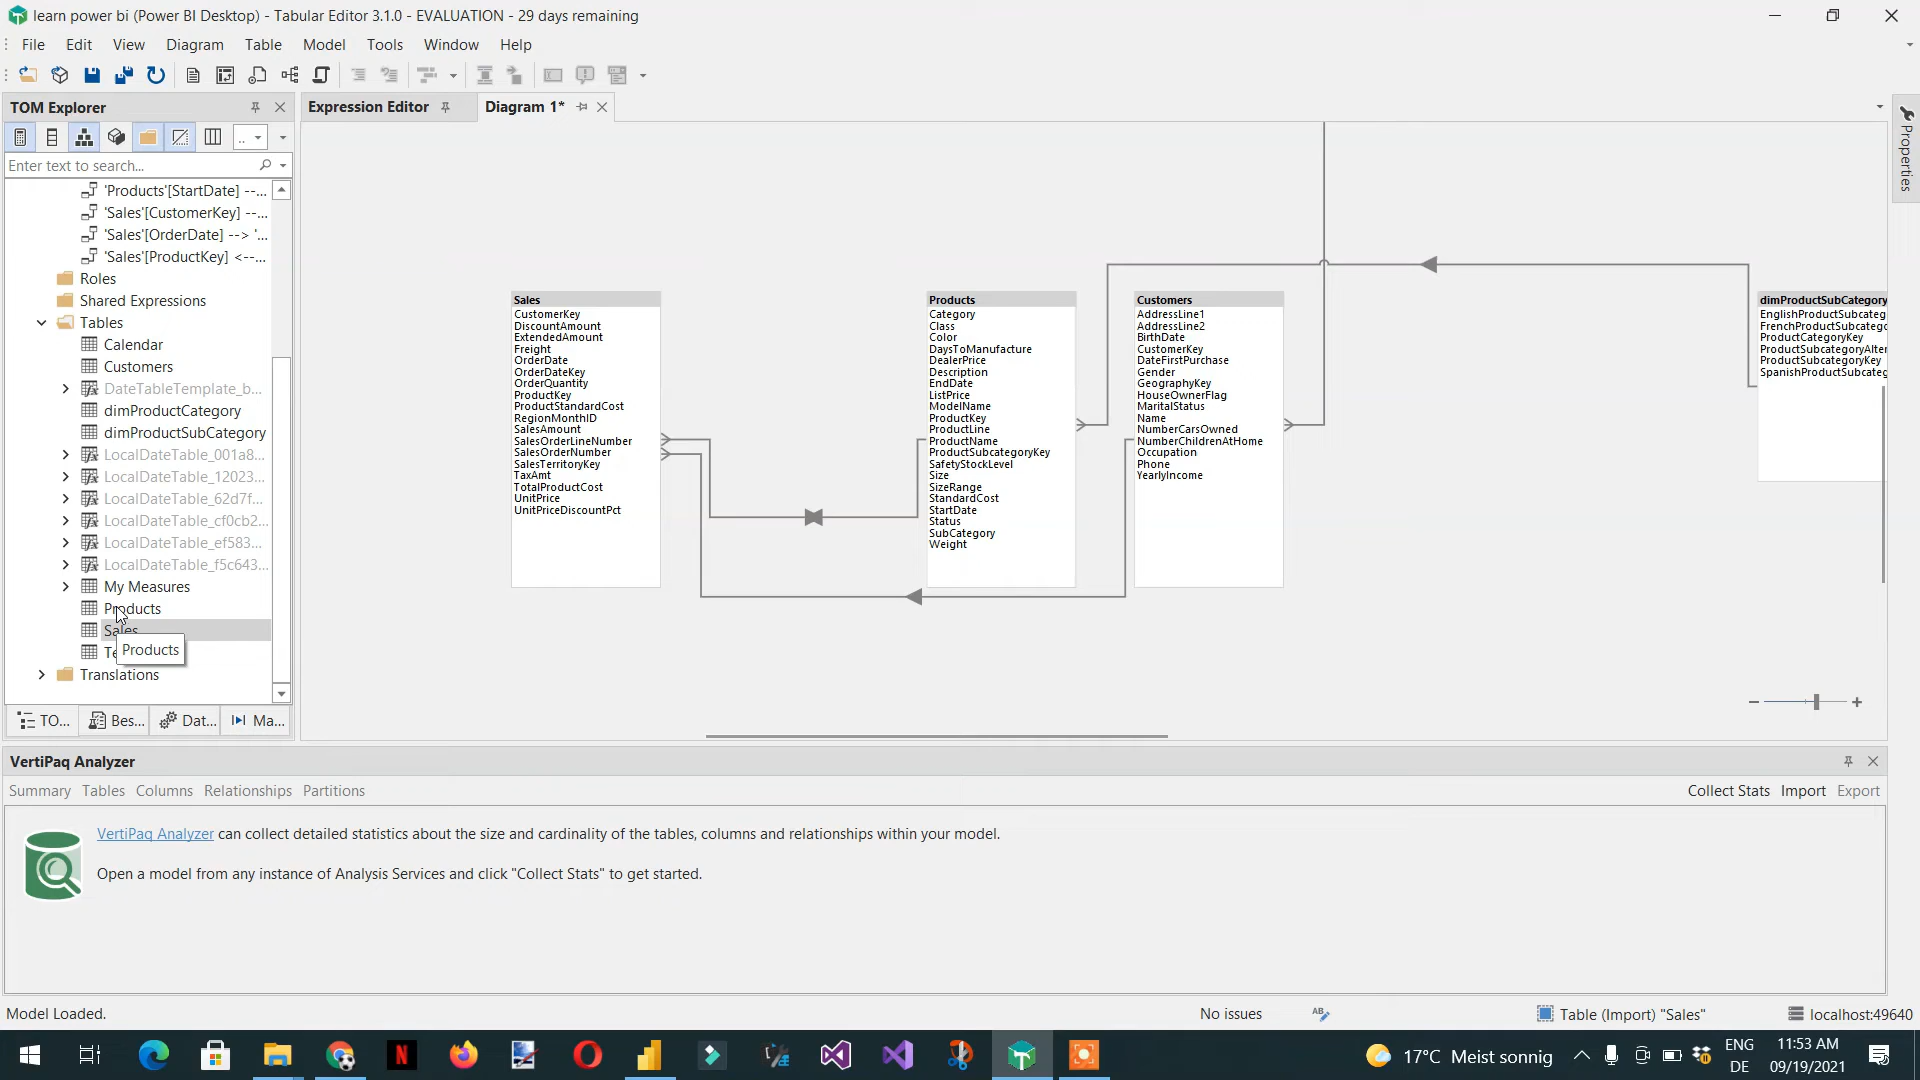 learn power bi (Power BI Desktop) - Tabular Editor 3.1.0 - EVALUATION - 29 days remaining
File Edit View Diagram Table Model Tools Window Help
TOM Explorer
Expression Editor
Diagram 1*
Properties
..
Enter text to search...
'Products'[StartDate] --...
'Sales'[CustomerKey] --...
'Sales'[OrderDate] --> '...
'Sales'[ProductKey] <--...
Roles
Shared Expressions
Tables
Calendar
Customers
DateTableTemplate_b...
dimProductCategory
dimProductSubCategory
LocalDateTable_001a8...
LocalDateTable_12023...
LocalDateTable_62d7f...
LocalDateTable_cf0cb2...
LocalDateTable_ef583...
LocalDateTable_f5c643...
My Measures
Products
Sales
Products
Te
Translations
TO... Bes... Dat... Ma...
Sales
CustomerKey
DiscountAmount
ExtendedAmount
Freight
OrderDate
OrderDateKey
OrderQuantity
ProductKey
ProductStandardCost
RegionMonthID
SalesAmount
SalesOrderLineNumber
SalesOrderNumber
SalesTerritoryKey
TaxAmt
TotalProductCost
UnitPrice
UnitPriceDiscountPct
Products
Category
Class
Color
DaysToManufacture
DealerPrice
Description
EndDate
ListPrice
ModelName
ProductKey
ProductLine
ProductName
ProductSubcategoryKey
SafetyStockLevel
Size
SizeRange
StandardCost
StartDate
Status
SubCategory
Weight
Customers
AddressLine1
AddressLine2
BirthDate
CustomerKey
DateFirstPurchase
Gender
GeographyKey
HouseOwnerFlag
MaritalStatus
Name
NumberCarsOwned
NumberChildrenAtHome
Occupation
Phone
YearlyIncome
dimProductSubCategory
EnglishProductSubcateg
FrenchProductSubcatego
ProductCategoryKey
ProductSubcategoryAlter
ProductSubcategoryKey
SpanishProductSubcateg
VertiPaq Analyzer
Summary Tables Columns Relationships Partitions
Collect Stats Import Export
VertiPaq Analyzer can collect detailed statistics about the size and cardinality of the tables, columns and relationships within your model.
Open a model from any instance of Analysis Services and click "Collect Stats" to get started.
Model Loaded.
No issues
Table (Import) "Sales"
localhost:49640
17°C Meist sonnig
ENG
DE
11:53 AM
09/19/2021